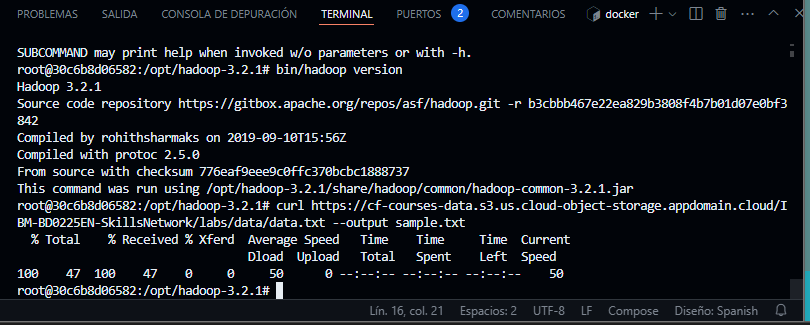 PROBLEMAS SALIDA CONSOLA DE DEPURACIÓN TERMINAL PUERTOS 2 COMENTARIOS docker
SUBCOMMAND may print help when invoked w/o parameters or with -h.
root@30c6b8d06582:/opt/hadoop-3.2.1# bin/hadoop version
Hadoop 3.2.1
Source code repository https://gitbox.apache.org/repos/asf/hadoop.git -r b3cbbb467e22ea829b3808f4b7b01d07e0bf3
842
Compiled by rohithsharmaks on 2019-09-10T15:56Z
Compiled with protoc 2.5.0
From source with checksum 776eaf9eee9c0ffc370bcbc1888737
This command was run using /opt/hadoop-3.2.1/share/hadoop/common/hadoop-common-3.2.1.jar
root@30c6b8d06582:/opt/hadoop-3.2.1# curl https://cf-courses-data.s3.us.cloud-object-storage.appdomain.cloud/I
BM-BD0225EN-SkillsNetwork/labs/data/data.txt --output sample.txt
% Total % Received % Xferd Average Speed Time Time Time Current
Dload Upload Total Spent Left Speed
100 47 100 47 0 0 50 0 --:--:-- --:--:-- --:--:-- 50
root@30c6b8d06582:/opt/hadoop-3.2.1#
Lín. 16, col. 21 Espacios: 2 UTF-8 LF Compose Diseño: Spanish